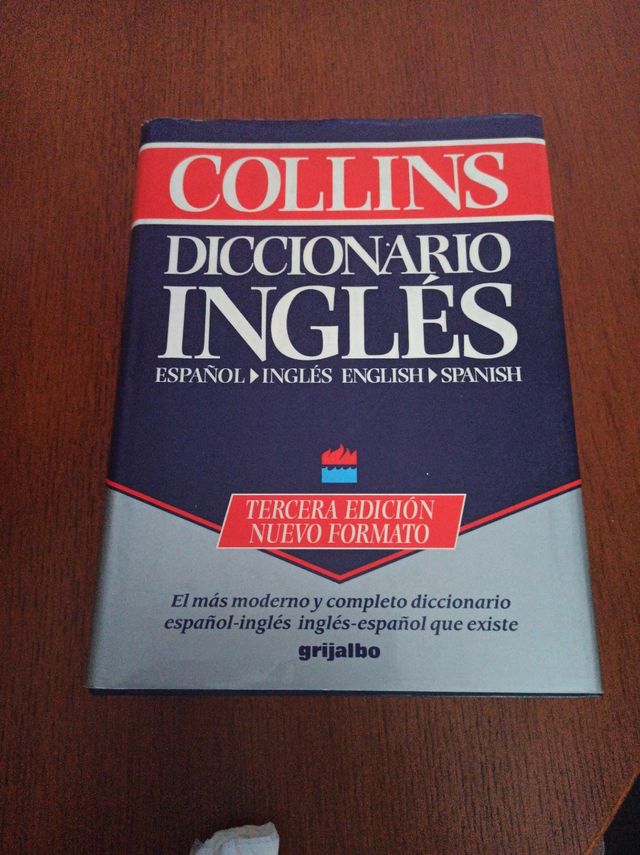 COLLINS
DICCIONARIO
INGLÉS
ESPAÑOL▶INGLÉS ENGLISH▶SPANISH
TERCERA EDICIÓN
NUEVO FORMATO
El más moderno y completo diccionario
español-inglés inglés-español que existe
grijalbo